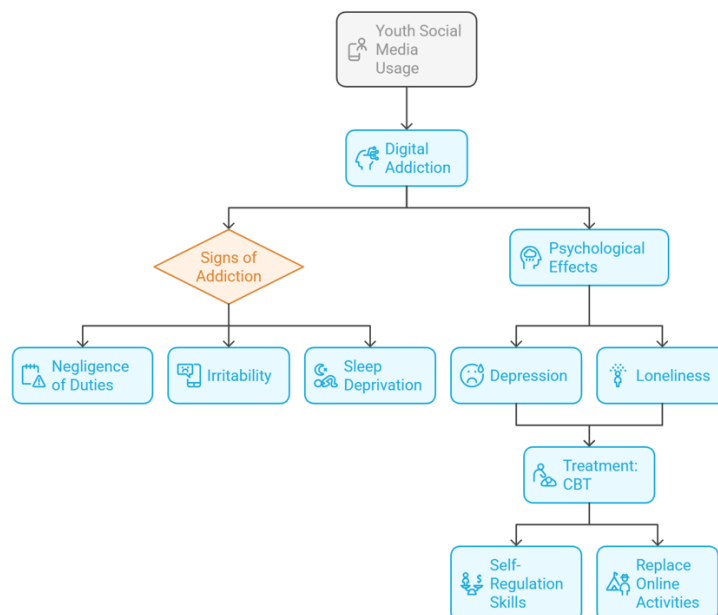 Youth Social
Media
Usage
Digital
Addiction
Signs of
Addiction
Psychological
Effects
Negligence
of Duties
Irritability
Sleep
Deprivation
Depression
Loneliness
Treatment:
CBT
Self-
Regulation
Skills
Replace
Online
Activities